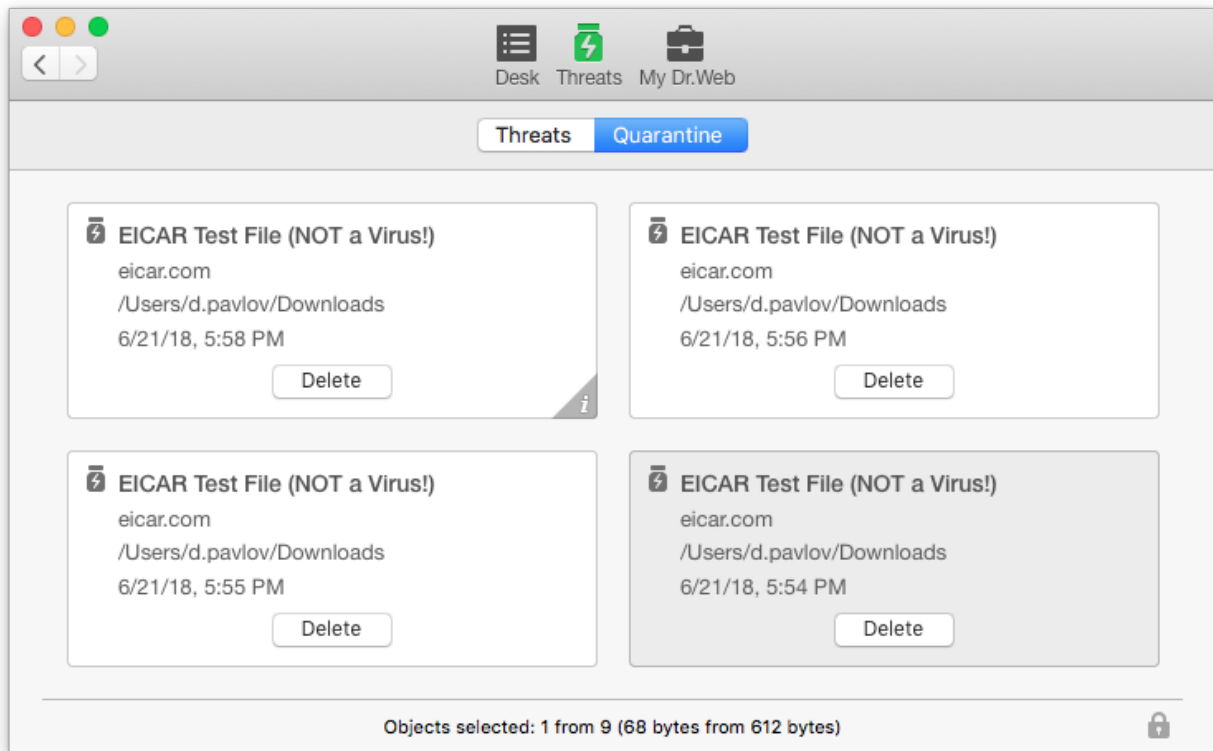 Desk Threats My Dr.Web
Threats Quarantine
EICAR Test File (NOT a Virus!)
eicar.com
/Users/d.pavlov/Downloads
6/21/18, 5:58 PM
Delete
i
EICAR Test File (NOT a Virus!)
eicar.com
/Users/d.pavlov/Downloads
6/21/18, 5:56 PM
Delete
EICAR Test File (NOT a Virus!)
eicar.com
/Users/d.pavlov/Downloads
6/21/18, 5:55 PM
Delete
EICAR Test File (NOT a Virus!)
eicar.com
/Users/d.pavlov/Downloads
6/21/18, 5:54 PM
Delete
Objects selected: 1 from 9 (68 bytes from 612 bytes)